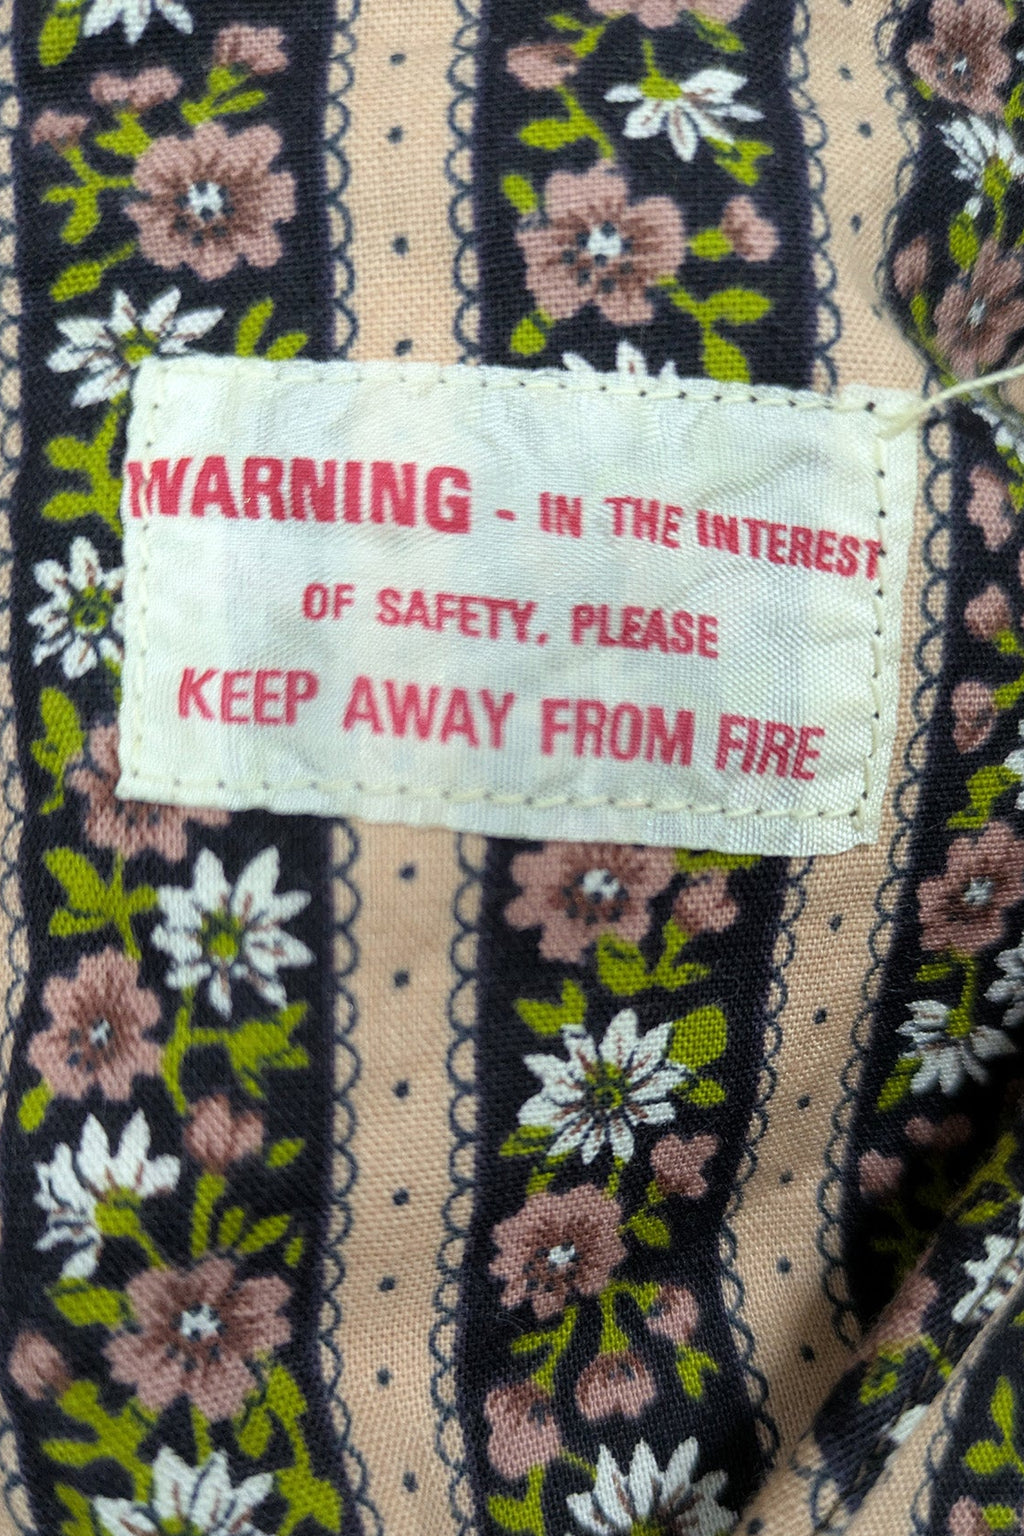 WARNING - IN THE INTEREST
OF SAFETY. PLEASE
KEEP AWAY FROM FIRE